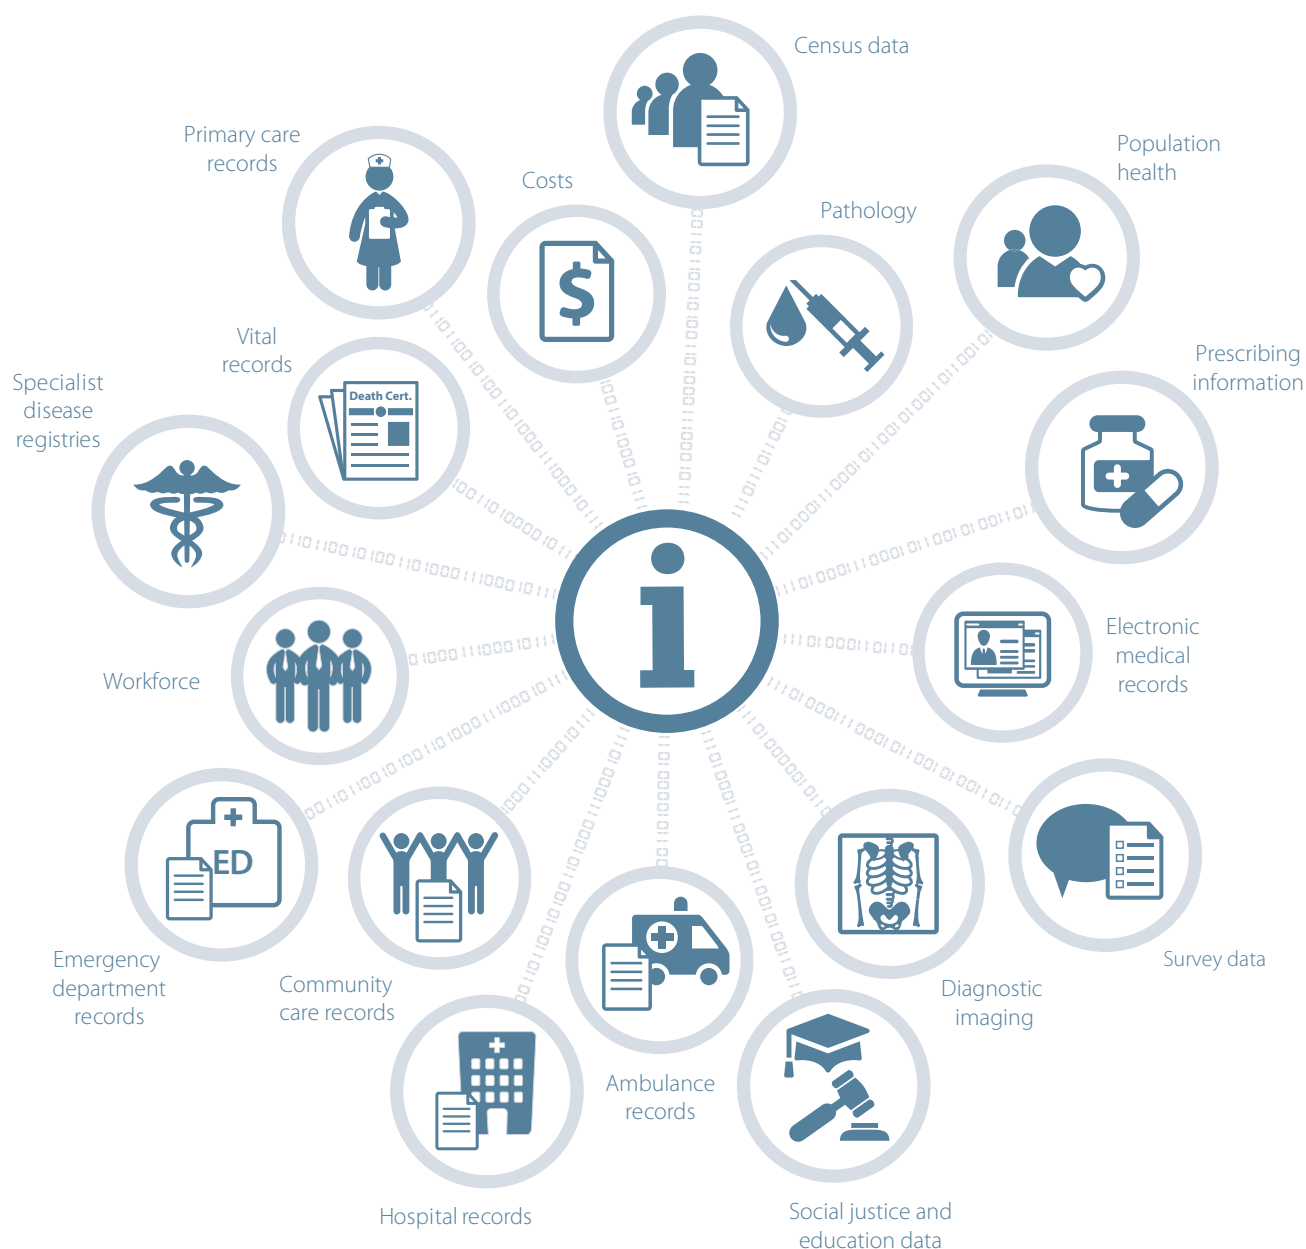 Census data
Primary care
records
Population
health
Costs
Pathology
Vital
records
Prescribing
information
Specialist
disease
registries
$
Death Cert.
i
Electronic
medical
records
Workforce
ED
Emergency
department
records
Survey data
Community
care records
Diagnostic
imaging
Ambulance
records
Hospital records
Social justice and
education data